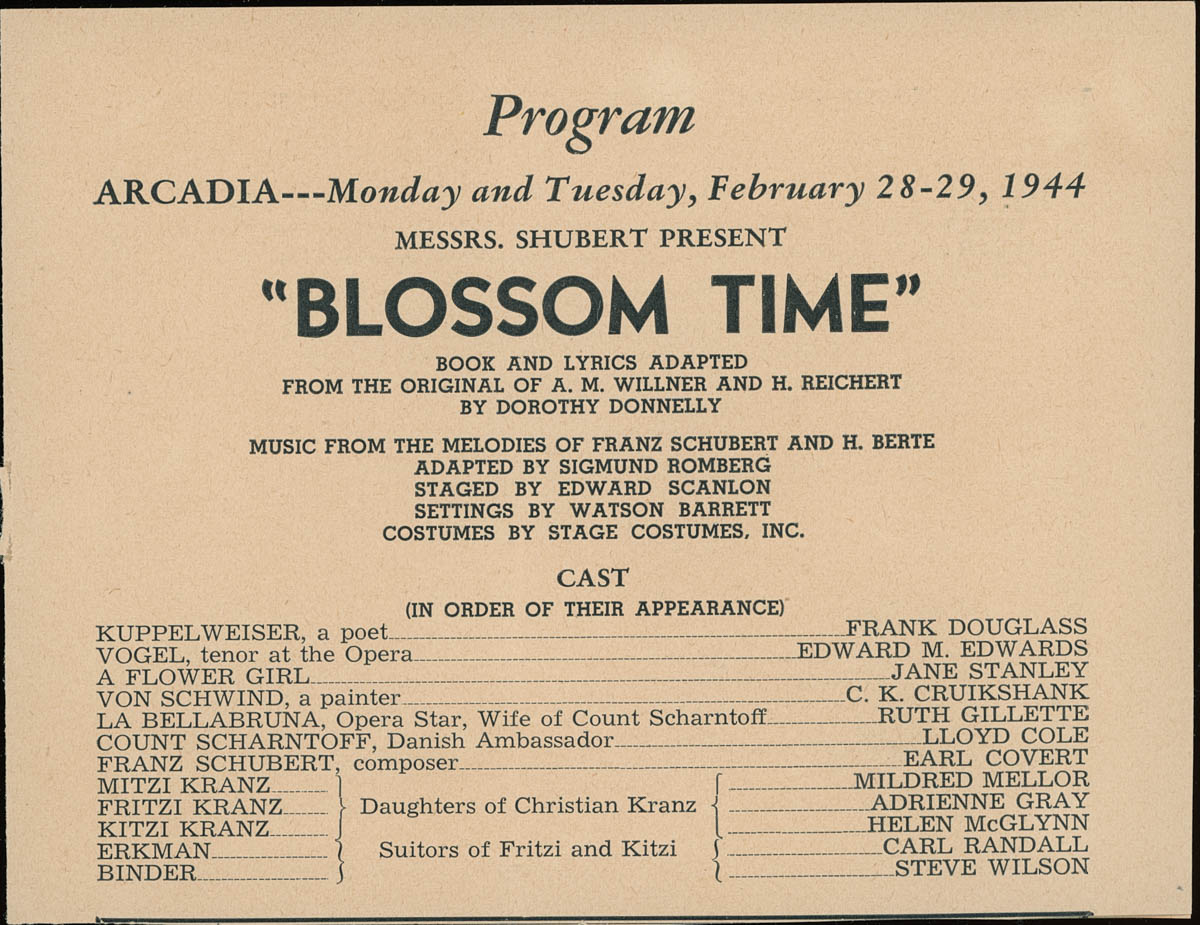 Program
ARCADIA---Monday and Tuesday, February 28-29, 1944
MESSRS. SHUBERT PRESENT
"BLOSSOM TIME"
BOOK AND LYRICS ADAPTED
FROM THE ORIGINAL OF A. M. WILLNER AND H. REICHERT
BY DOROTHY DONNELLY
MUSIC FROM THE MELODIES OF FRANZ SCHUBERT AND H. BERTE
ADAPTED BY SIGMUND ROMBERG
STAGED BY EDWARD SCANLON
SETTINGS BY WATSON BARRETT
COSTUMES BY STAGE COSTUMES, INC.
CAST
(IN ORDER OF THEIR APPEARANCE)
KUPPELWEISER, a poet FRANK DOUGLASS
VOGEL, tenor at the Opera EDWARD M. EDWARDS
A FLOWER GIRL JANE STANLEY
VON SCHWIND, a painter C. K. CRUIKSHANK
LA BELLABRUNA, Opera Star, Wife of Count Scharntoff RUTH GILLETTE
COUNT SCHARNTOFF, Danish Ambassador LLOYD COLE
FRANZ SCHUBERT, composer EARL COVERT
MITZI KRANZ MILDRED MELLOR
FRITZI KRANZ Daughters of Christian Kranz ADRIENNE GRAY
KITZI KRANZ HELEN McGLYNN
ERKMAN Suitors of Fritzi and Kitzi CARL RANDALL
BINDER STEVE WILSON